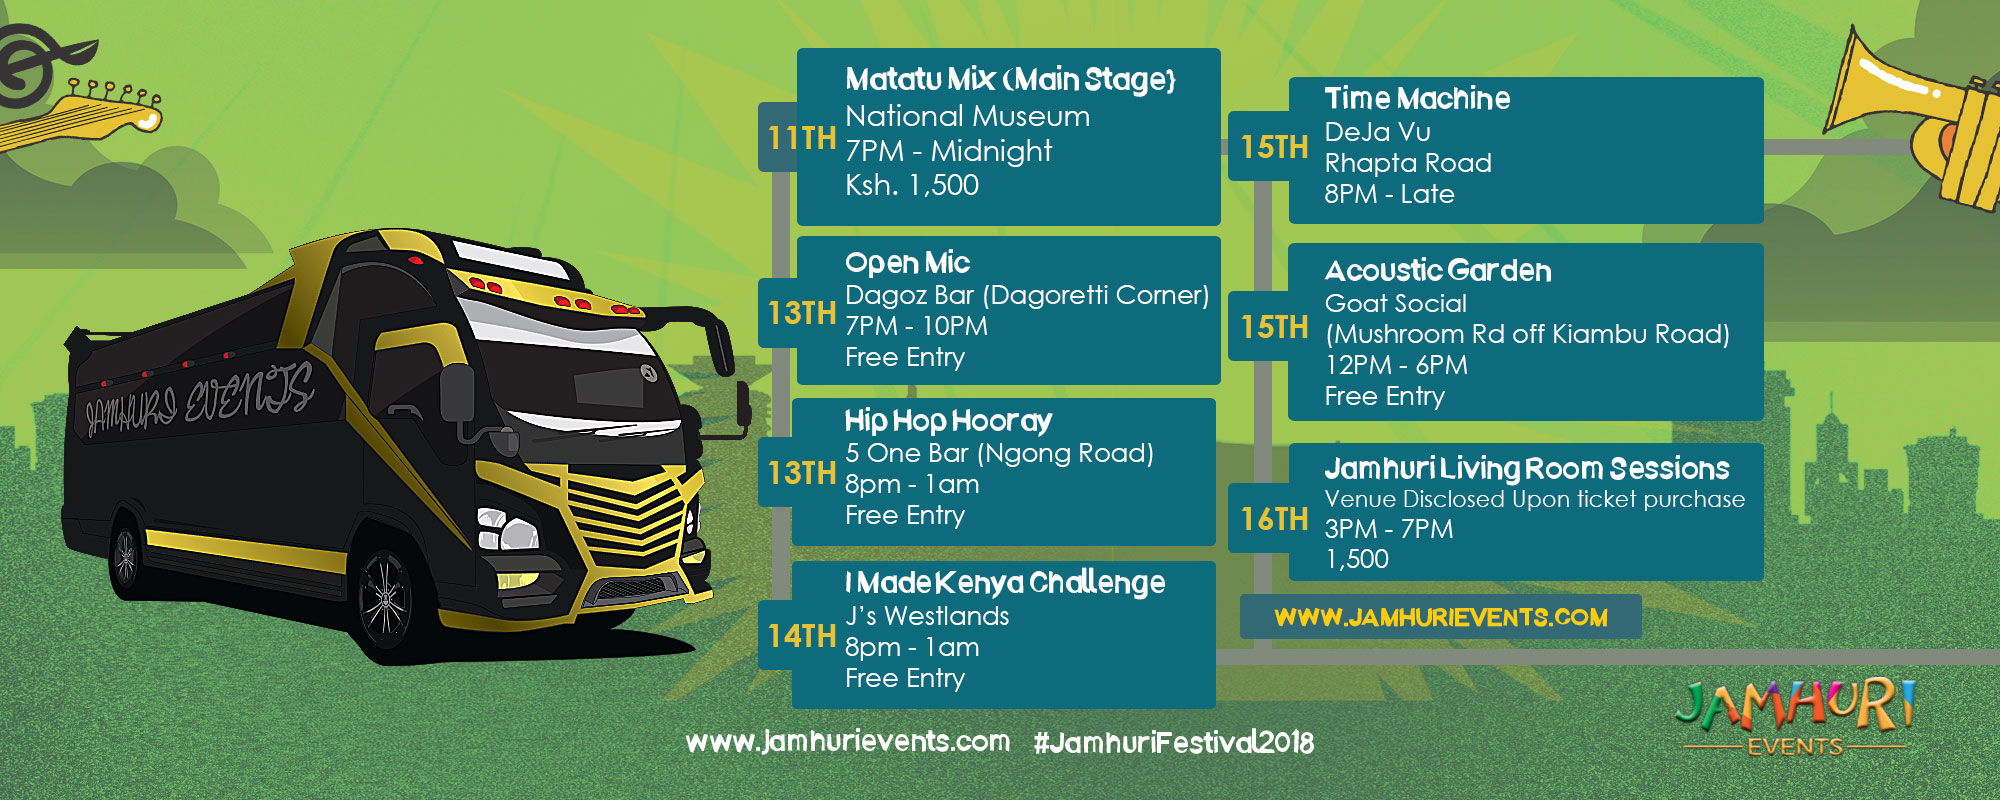 JAMHURI EVENTS
11TH
Matatu Mix (Main Stage}
National Museum
7PM - Midnight
Ksh. 1,500
13TH
Open Mic
Dagoz Bar (Dagoretti Corner)
7PM - 10PM
Free Entry
13TH
Hip Hop Hooray
5 One Bar (Ngong Road)
8pm - 1am
Free Entry
14TH
I Made Kenya Challenge
J's Westlands
8pm - 1am
Free Entry
15TH
Time Machine
DeJa Vu
Rhapta Road
8PM - Late
15TH
Acoustic Garden
Goat Social
(Mushroom Rd off Kiambu Road)
12PM - 6PM
Free Entry
16TH
Jamhuri Living Room Sessions
Venue Disclosed Upon ticket purchase
3PM - 7PM
1,500
WWW.JAMHURIEVENTS.COM
www.jamhurievents.com #JamhuriFestival2018
JAMHURI
EVENTS